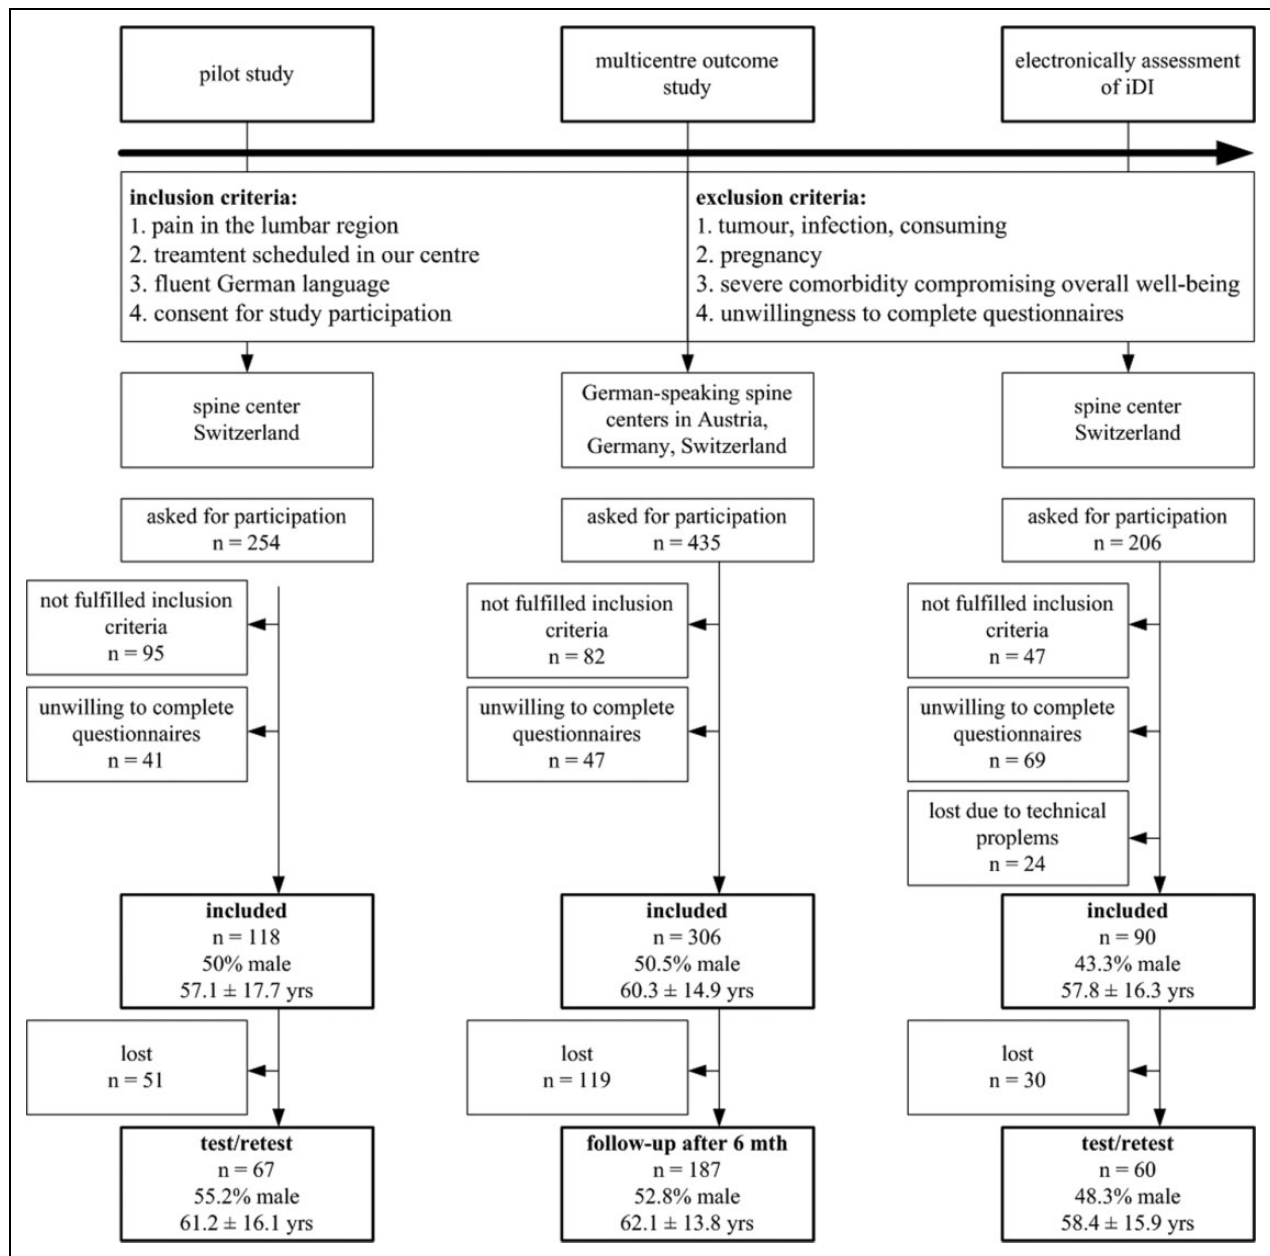 pilot study
multicentre outcome
study
electronically assessment
of iDI
inclusion criteria:
1. pain in the lumbar region
2. treamtent scheduled in our centre
3. fluent German language
4. consent for study participation
exclusion criteria:
1. tumour, infection, consuming
2. pregnancy
3. severe comorbidity compromising overall well-being
4. unwillingness to complete questionnaires
spine center
Switzerland
German-speaking spine
centers in Austria,
Germany, Switzerland
spine center
Switzerland
asked for participation
n = 254
asked for participation
n = 435
asked for participation
n = 206
not fulfilled inclusion
criteria
n = 95
not fulfilled inclusion
criteria
n = 82
not fulfilled inclusion
criteria
n = 47
unwilling to complete
questionnaires
n = 41
unwilling to complete
questionnaires
n = 47
unwilling to complete
questionnaires
n = 69
lost due to technical
proplems
n = 24
included
n = 118
50% male
57.1 ± 17.7 yrs
included
n = 306
50.5% male
60.3 ± 14.9 yrs
included
n = 90
43.3% male
57.8 ± 16.3 yrs
lost
n = 51
lost
n = 119
lost
n = 30
test/retest
n = 67
55.2% male
61.2 ± 16.1 yrs
follow-up after 6 mth
n = 187
52.8% male
62.1 ± 13.8 yrs
test/retest
n = 60
48.3% male
58.4 ± 15.9 yrs